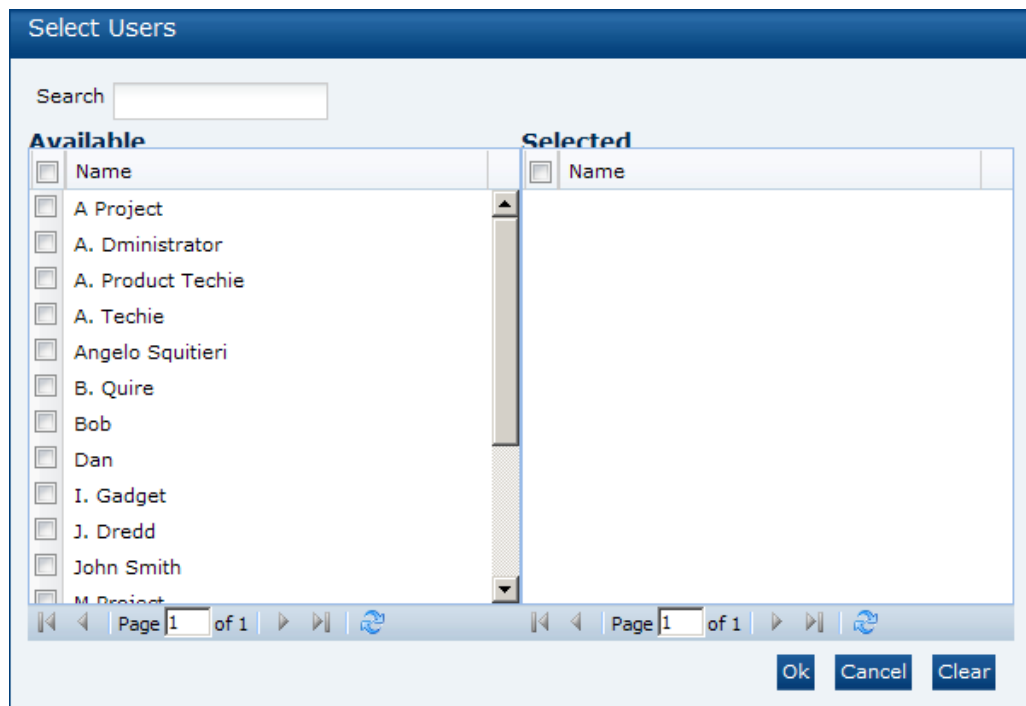 Select Users
Search
Available Selected
Name Name
A Project
A. Dministrator
A. Product Techie
A. Techie
Angelo Squitieri
B. Quire
Bob
Dan
I. Gadget
J. Dredd
John Smith
M Project
Page 1 of 1 Page 1 of 1
Ok Cancel Clear